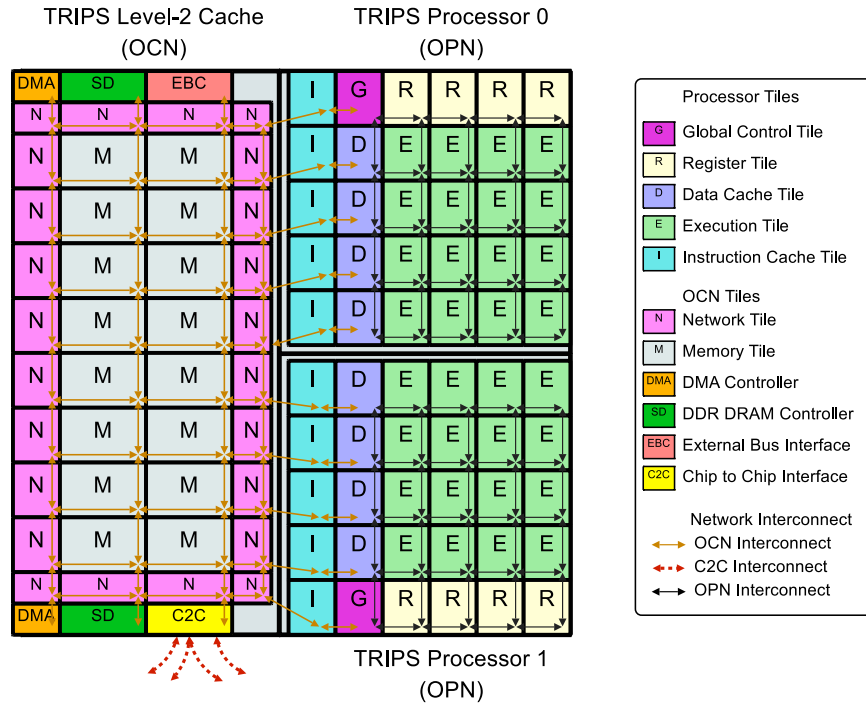 TRIPS Level-2 Cache
(OCN)
TRIPS Processor 0
(OPN)
DMA SD EBC I G R R R R
N N N N
N M M N I D E E E E
N M M N I D E E E E
N M M N I D E E E E
N M M N I D E E E E
N M M N I D E E E E
N M M N I D E E E E
N M M N I D E E E E
N M M N I D E E E E
N N N N
DMA SD C2C I G R R R R
TRIPS Processor 1
(OPN)
Processor Tiles
G Global Control Tile
R Register Tile
D Data Cache Tile
E Execution Tile
I Instruction Cache Tile
OCN Tiles
N Network Tile
M Memory Tile
DMA DMA Controller
SD DDR DRAM Controller
EBC External Bus Interface
C2C Chip to Chip Interface
Network Interconnect
OCN Interconnect
C2C Interconnect
OPN Interconnect